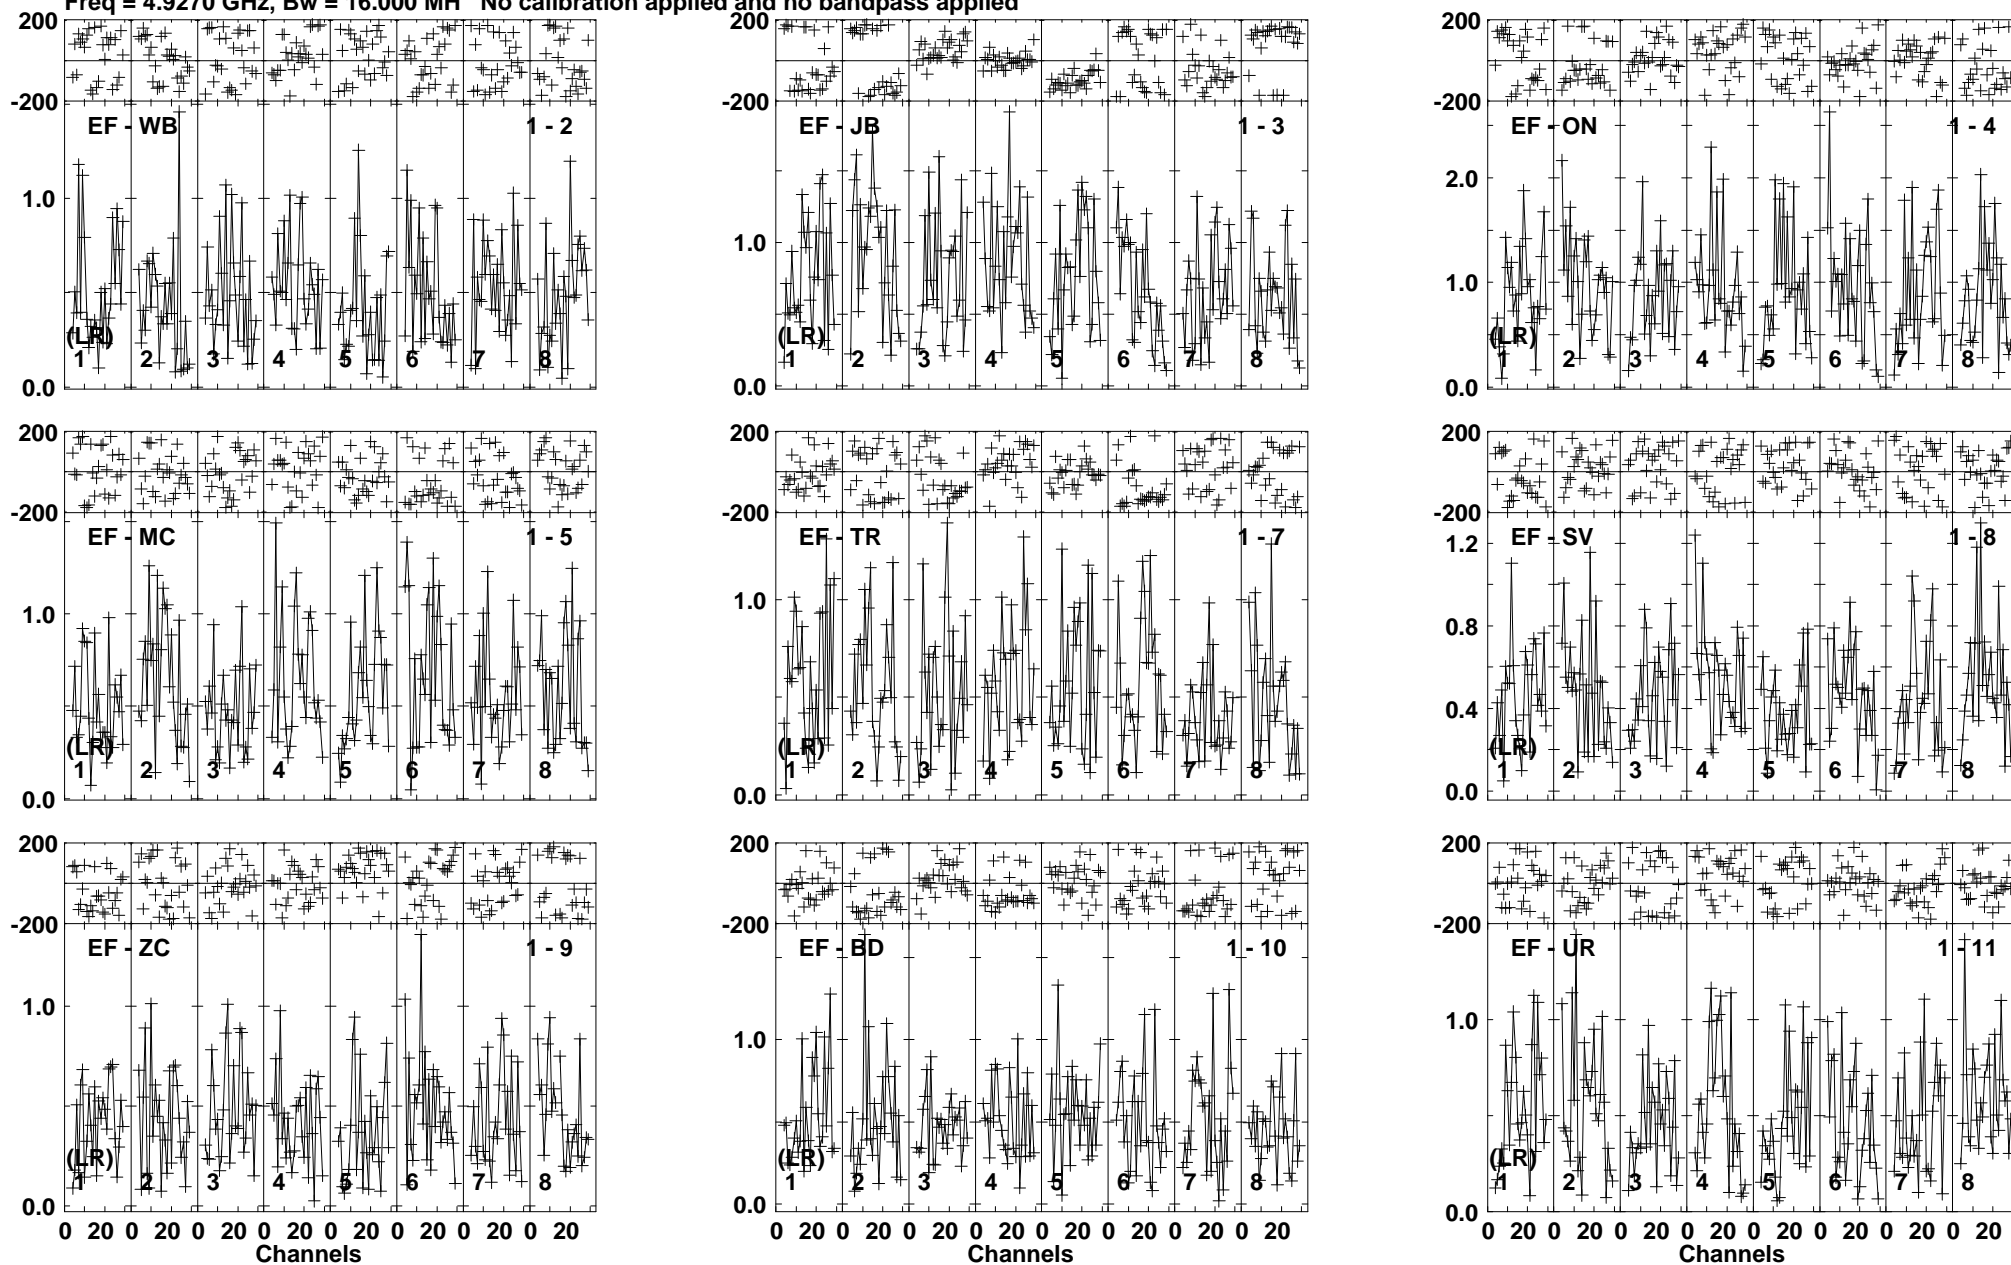 Freq = 4.9270 GHz, Bw = 16.000 MH No calibration applied and no bandpass applied
200 200 200
-200 -200 -200
EF - WB 1 - 2 EF - JB 1 - 3 EF - ON 1 - 4
1.0 1.0 2.0
1.0
(LR) (LR) (LR)
1 2 3 4 5 6 7 8 1 2 3 4 5 6 7 8 1 2 3 4 5 6 7 8
0.0 0.0 0.0
200 200 200
-200 -200 -200
EF - MC 1 - 5 EF - TR 1 - 7 EF - SV 1 - 8
1.2
1.0 1.0 0.8
0.4
(LR) (LR) (LR)
1 2 3 4 5 6 7 8 1 2 3 4 5 6 7 8 1 2 3 4 5 6 7 8
0.0 0.0 0.0
200 200 200
-200 -200 -200
EF - ZC 1 - 9 EF - BD 1 - 10 EF - UR 1 - 11
1.0 1.0 1.0
(LR) (LR) (LR)
1 2 3 4 5 6 7 8 1 2 3 4 5 6 7 8 1 2 3 4 5 6 7 8
0.0 0.0 0.0
0 20 0 20 0 20 0 20 0 20 0 20 0 20 0 20 0 20 0 20 0 20 0 20 0 20 0 20 0 20 0 20 0 20 0 20 0 20 0 20 0 20 0 20 0 20 0 20
Channels Channels Channels